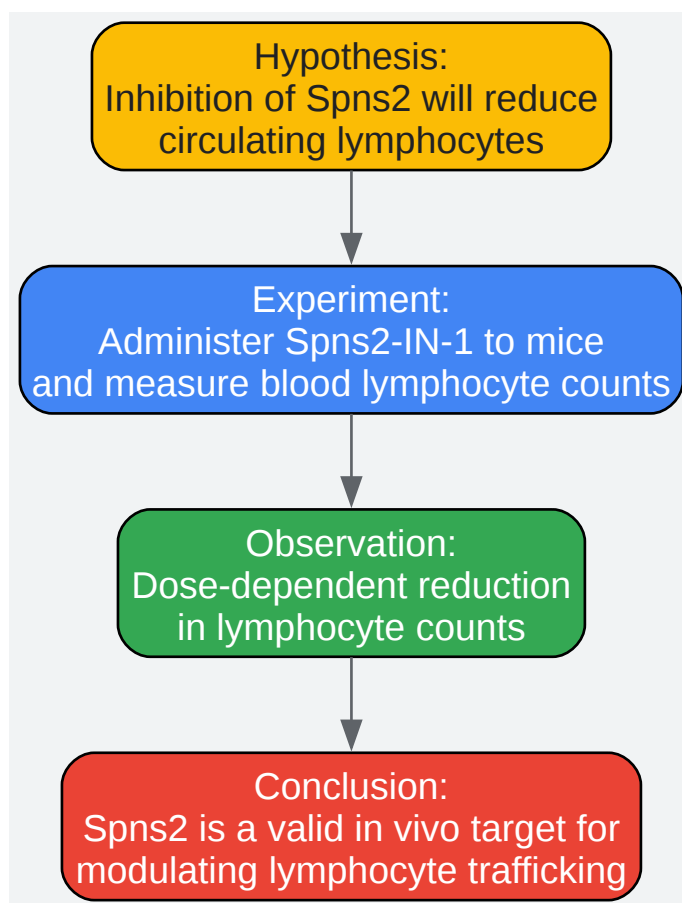 Hypothesis:
Inhibition of Spns2 will reduce
circulating lymphocytes
Experiment:
Administer Spns2-IN-1 to mice
and measure blood lymphocyte counts
Observation:
Dose-dependent reduction
in lymphocyte counts
Conclusion:
Spns2 is a valid in vivo target for
modulating lymphocyte trafficking